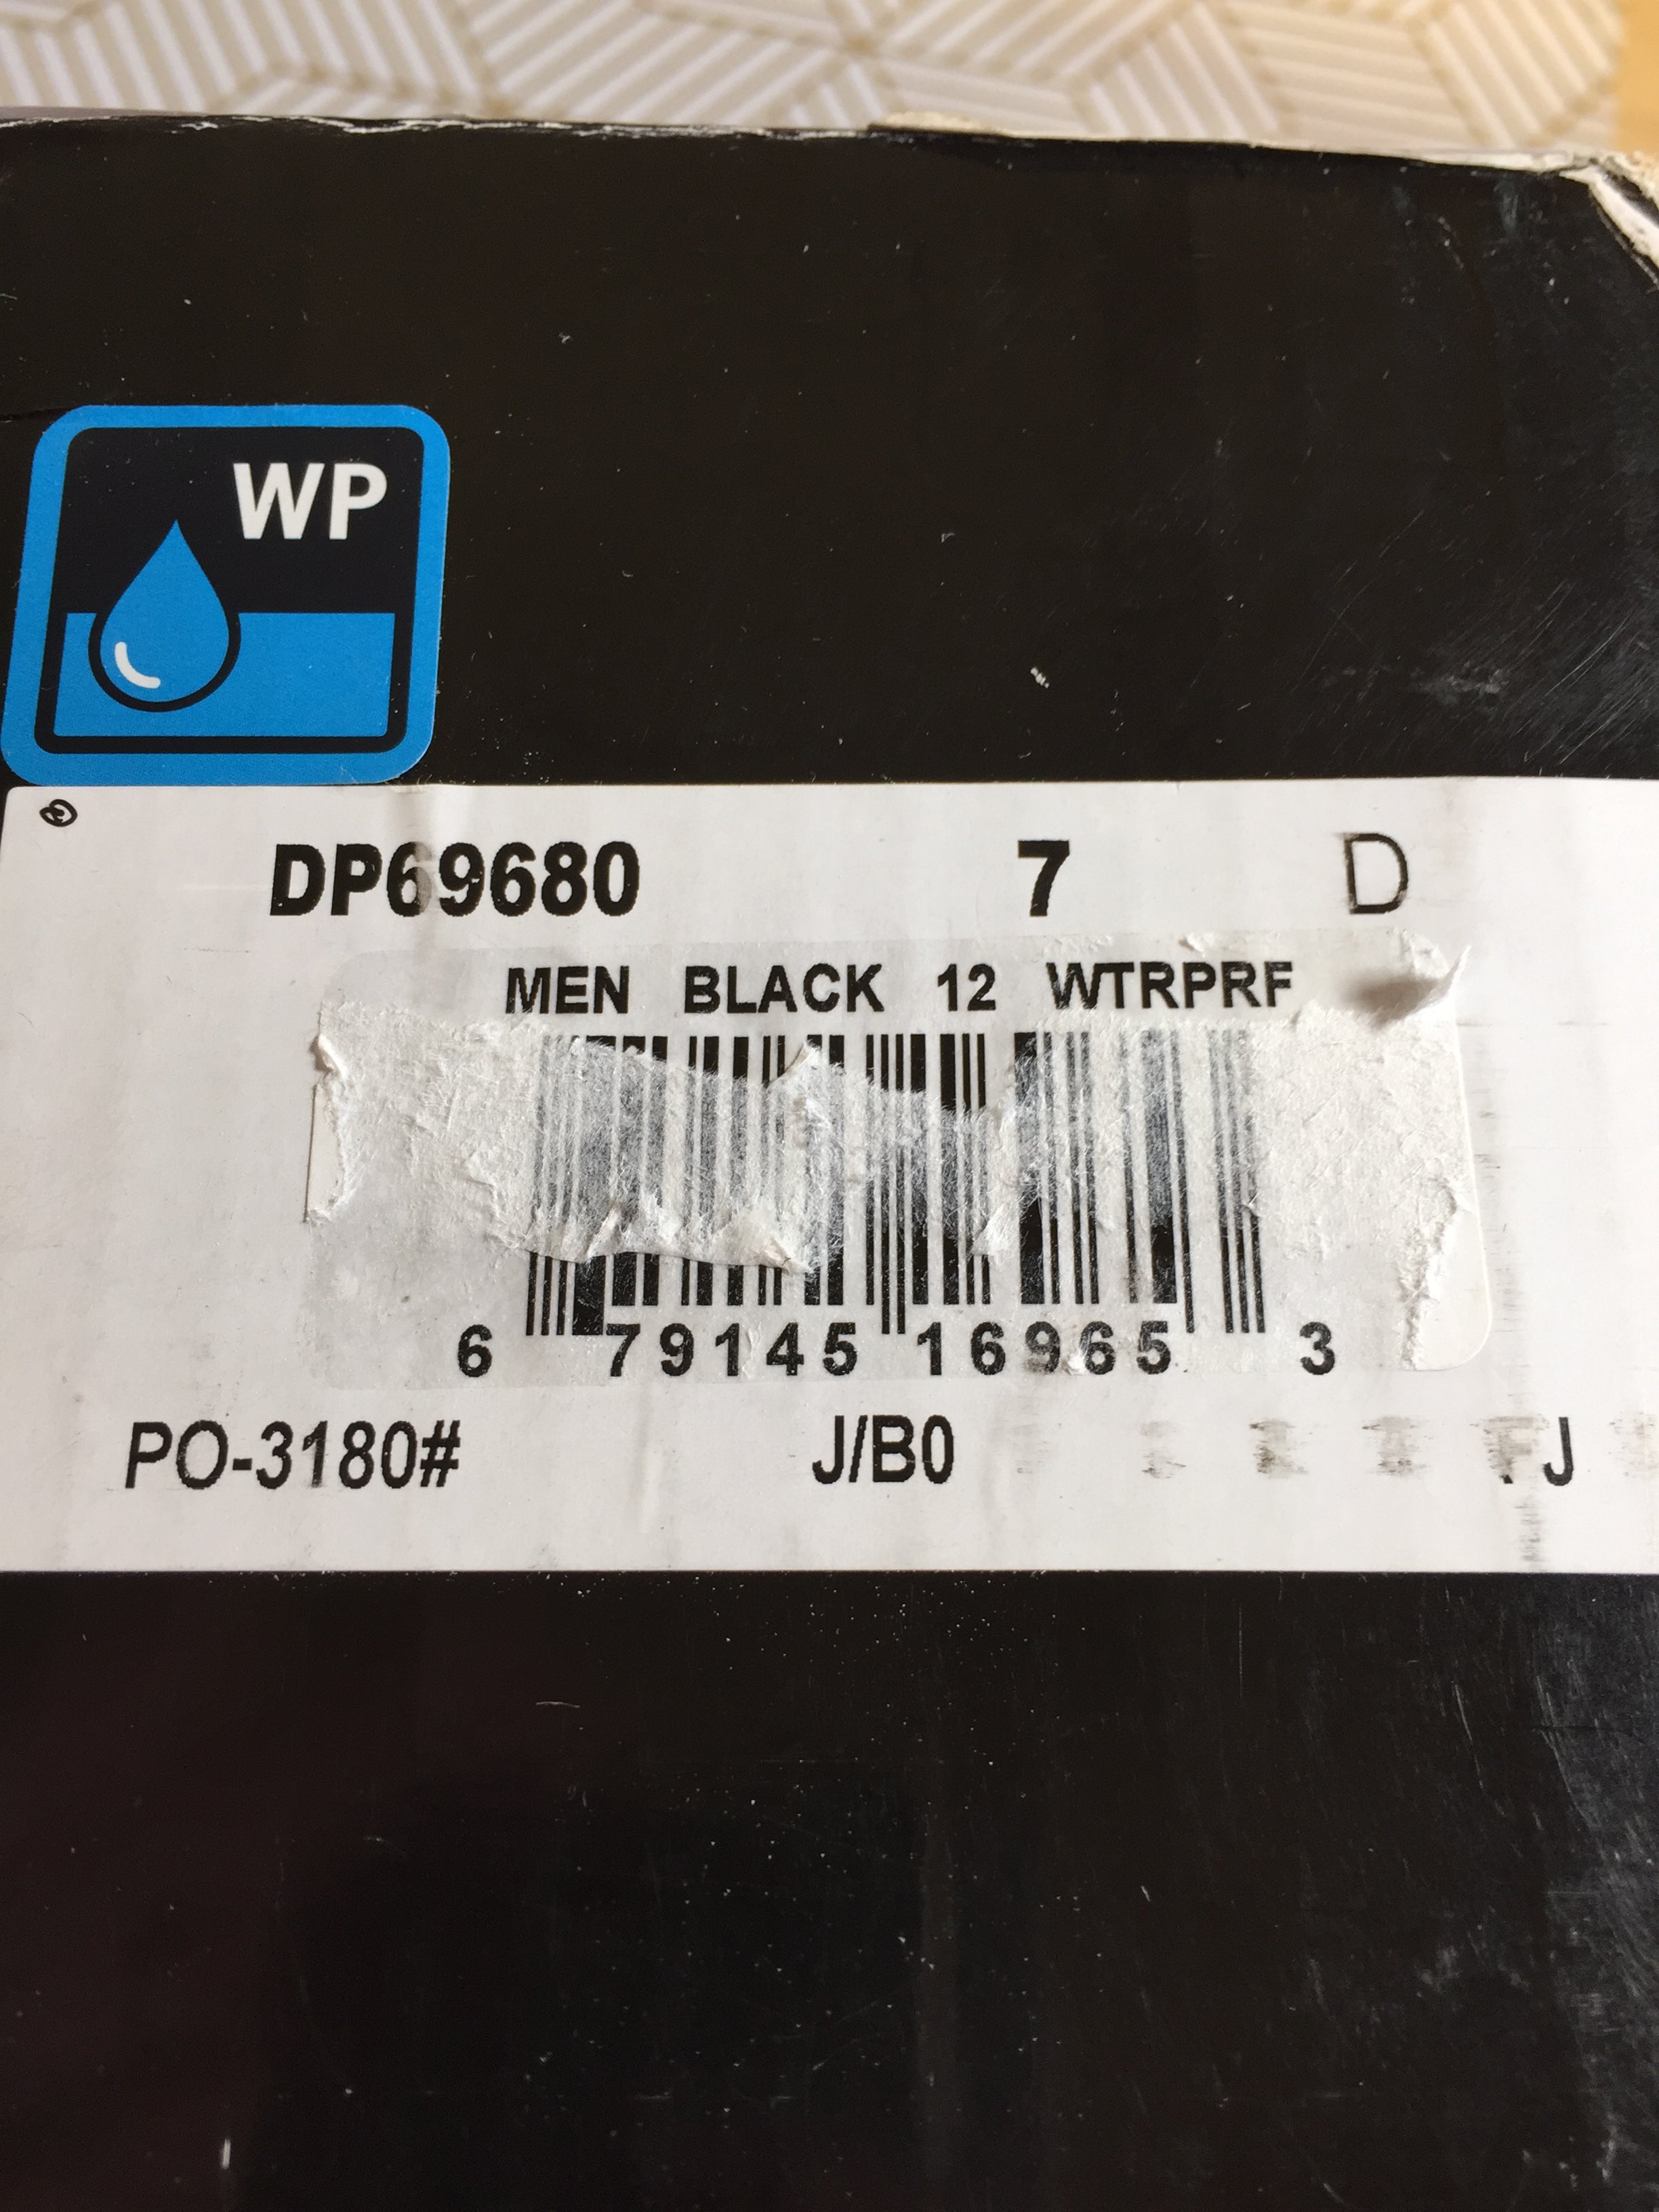 WP
DP69680 7 D
MEN BLACK 12 WTRPRF
6 79145 16965 3
PO-3180# J/B0 J